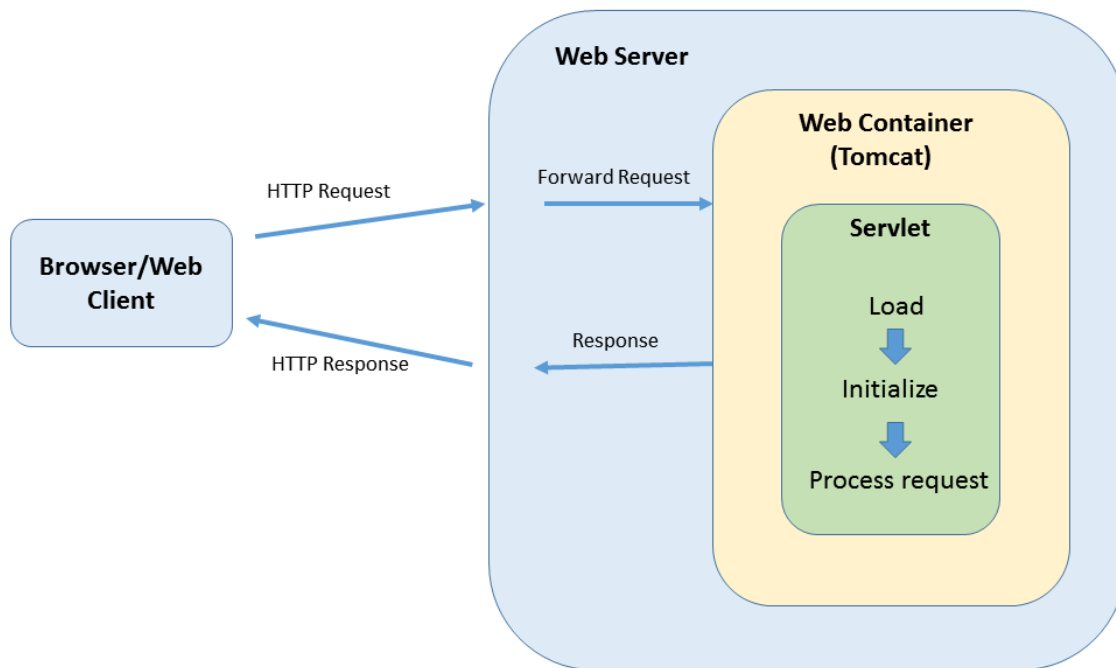 Web Server
Web Container
(Tomcat)
HTTP Request
Forward Request
Servlet
Browser/Web
Client
Load
Response
HTTP Response
Initialize
Process request